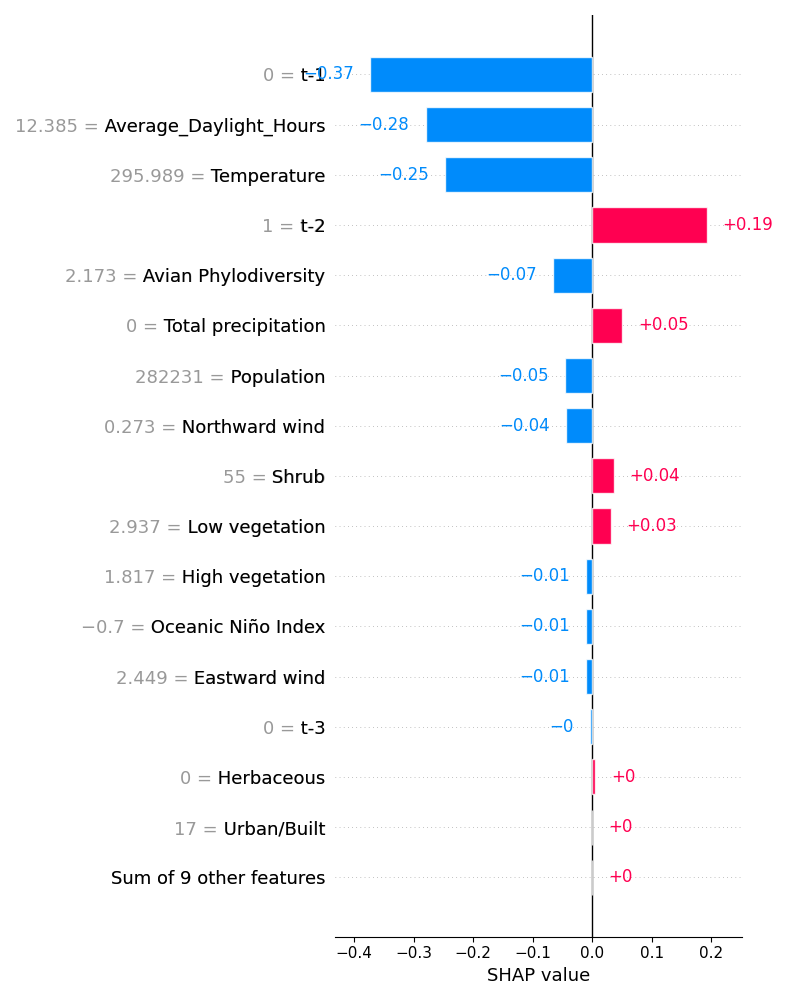 0 = t-1 −0.37
12.385 = Average_Daylight_Hours −0.28
295.989 = Temperature −0.25
1 = t-2 +0.19
2.173 = Avian Phylodiversity −0.07
0 = Total precipitation +0.05
282231 = Population −0.05
0.273 = Northward wind −0.04
55 = Shrub +0.04
2.937 = Low vegetation +0.03
1.817 = High vegetation −0.01
−0.7 = Oceanic Niño Index −0.01
2.449 = Eastward wind −0.01
0 = t-3 −0
0 = Herbaceous +0
17 = Urban/Built +0
Sum of 9 other features +0
−0.4 −0.3 −0.2 −0.1 0.0 0.1 0.2
SHAP value